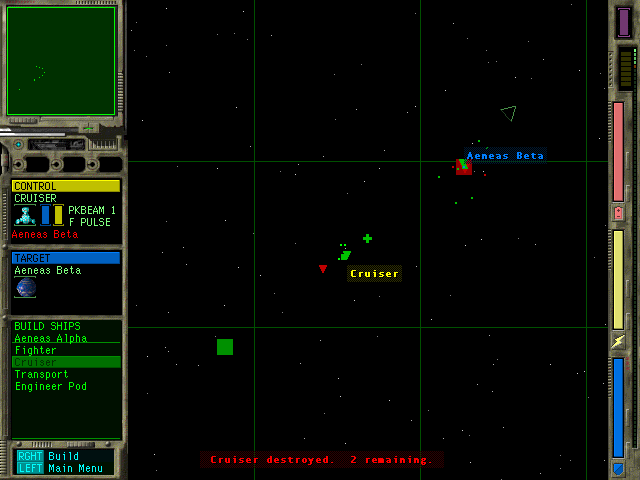 CONTROL
CRUISER
PKBEAM 1
F PULSE
Aeneas Beta
TARGET
Aeneas Beta
BUILD SHIPS
Aeneas Alpha
Fighter
Cruiser
Transport
Engineer Pod
RGHT Build
LEFT Main Menu
Aeneas Beta
Cruiser
Cruiser destroyed. 2 remaining.